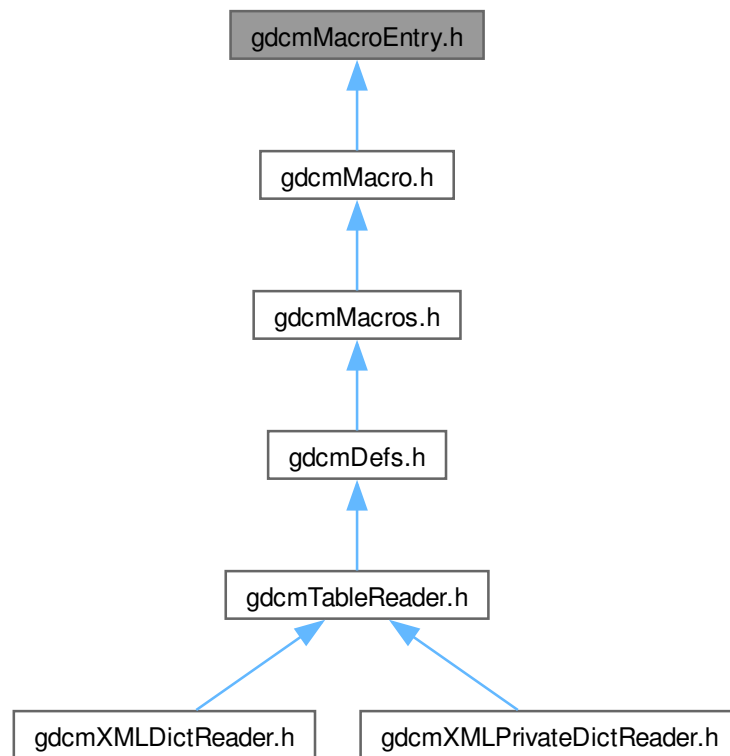 gdcmMacroEntry.h
gdcmMacro.h
gdcmMacros.h
gdcmDefs.h
gdcmTableReader.h
gdcmXMLDictReader.h
gdcmXMLPrivateDictReader.h